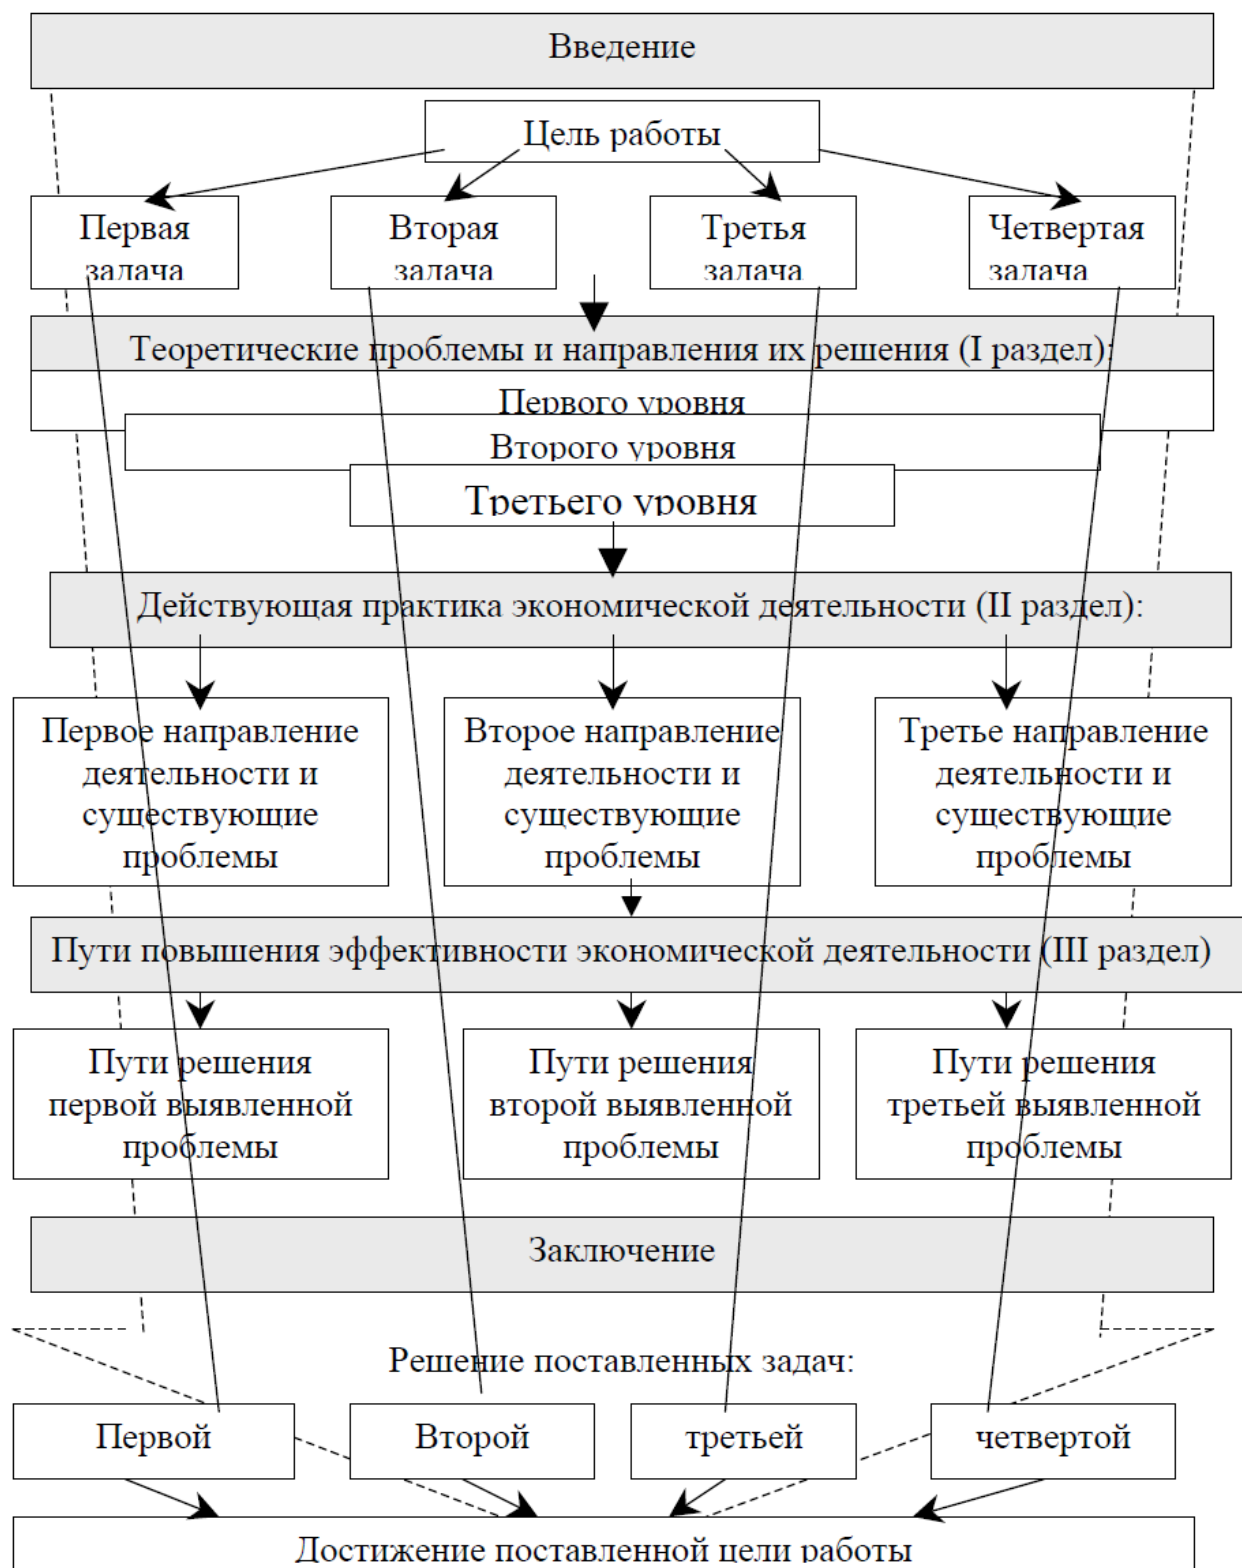 Введение
Цель работы
Первая
задача
Вторая
задача
Третья
задача
Четвертая
задача
Теоретические проблемы и направления их решения (I раздел):
Первого уровня
Второго уровня
Третьего уровня
Действующая практика экономической деятельности (II раздел):
Первое направление
деятельности и
существующие
проблемы
Второе направление
деятельности и
существующие
проблемы
Третье направление
деятельности и
существующие
проблемы
Пути повышения эффективности экономической деятельности (III раздел)
Пути решения
первой выявленной
проблемы
Пути решения
второй выявленной
проблемы
Пути решения
третьей выявленной
проблемы
Заключение
Решение поставленных задач:
Первой
Второй
третьей
четвертой
Достижение поставленной цели работы